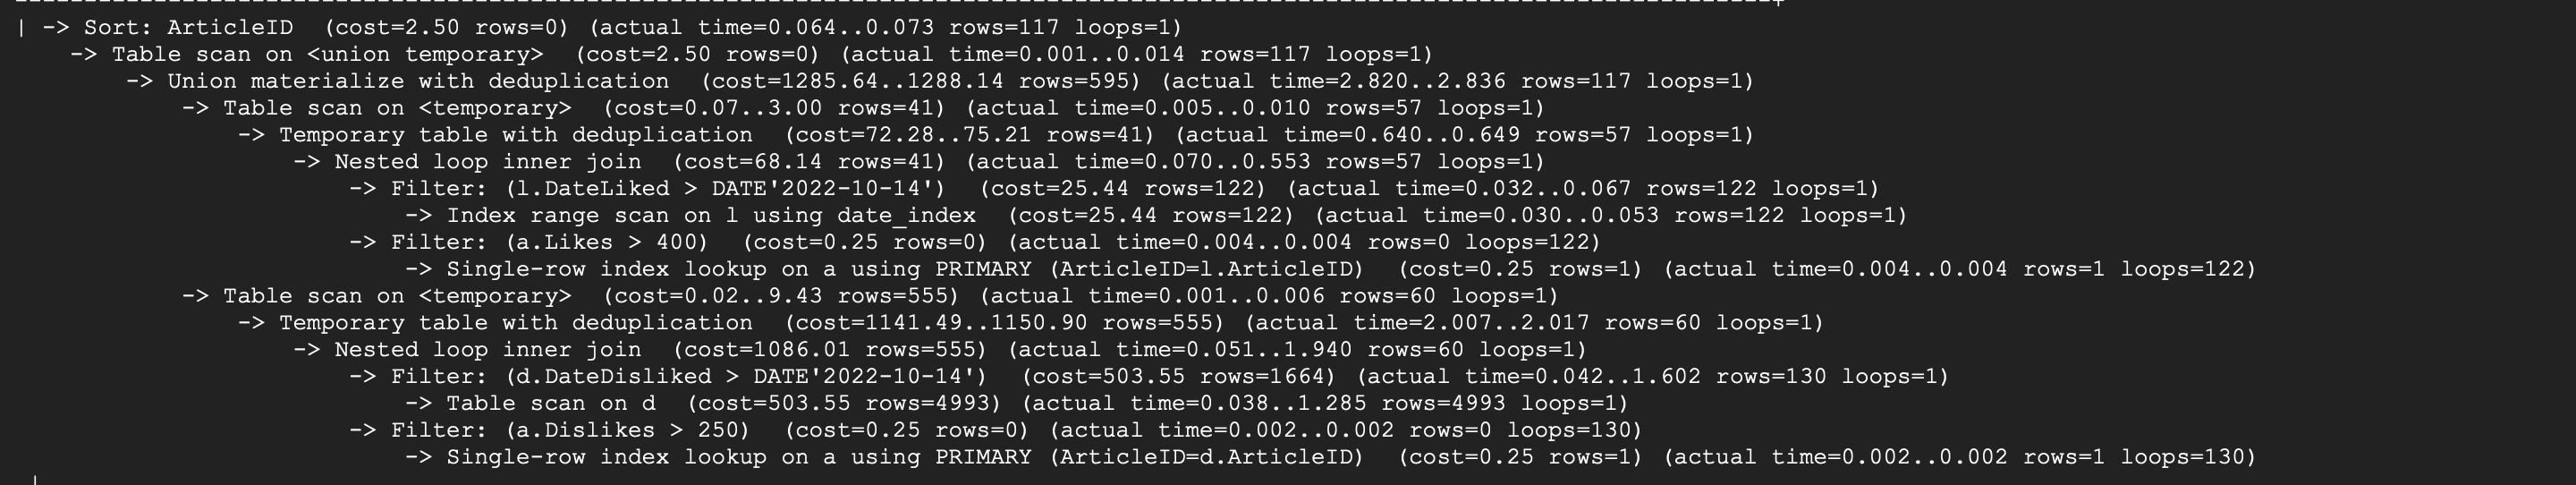 | -> Sort: ArticleID  (cost=2.50 rows=0) (actual time=0.064..0.073 rows=117 loops=1)
    -> Table scan on <union temporary>  (cost=2.50 rows=0) (actual time=0.001..0.014 rows=117 loops=1)
        -> Union materialize with deduplication  (cost=1285.64..1288.14 rows=595) (actual time=2.820..2.836 rows=117 loops=1)
            -> Table scan on <temporary>  (cost=0.07..3.00 rows=41) (actual time=0.005..0.010 rows=57 loops=1)
                -> Temporary table with deduplication  (cost=72.28..75.21 rows=41) (actual time=0.640..0.649 rows=57 loops=1)
                    -> Nested loop inner join  (cost=68.14 rows=41) (actual time=0.070..0.553 rows=57 loops=1)
                        -> Filter: (l.DateLiked > DATE'2022-10-14')  (cost=25.44 rows=122) (actual time=0.032..0.067 rows=122 loops=1)
                            -> Index range scan on l using date_index  (cost=25.44 rows=122) (actual time=0.030..0.053 rows=122 loops=1)
                        -> Filter: (a.Likes > 400)  (cost=0.25 rows=0) (actual time=0.004..0.004 rows=0 loops=122)
                            -> Single-row index lookup on a using PRIMARY (ArticleID=l.ArticleID)  (cost=0.25 rows=1) (actual time=0.004..0.004 rows=1 loops=122)
            -> Table scan on <temporary>  (cost=0.02..9.43 rows=555) (actual time=0.001..0.006 rows=60 loops=1)
                -> Temporary table with deduplication  (cost=1141.49..1150.90 rows=555) (actual time=2.007..2.017 rows=60 loops=1)
                    -> Nested loop inner join  (cost=1086.01 rows=555) (actual time=0.051..1.940 rows=60 loops=1)
                        -> Filter: (d.DateDisliked > DATE'2022-10-14')  (cost=503.55 rows=1664) (actual time=0.042..1.602 rows=130 loops=1)
                            -> Table scan on d  (cost=503.55 rows=4993) (actual time=0.038..1.285 rows=4993 loops=1)
                        -> Filter: (a.Dislikes > 250)  (cost=0.25 rows=0) (actual time=0.002..0.002 rows=0 loops=130)
                            -> Single-row index lookup on a using PRIMARY (ArticleID=d.ArticleID)  (cost=0.25 rows=1) (actual time=0.002..0.002 rows=1 loops=130)
 |